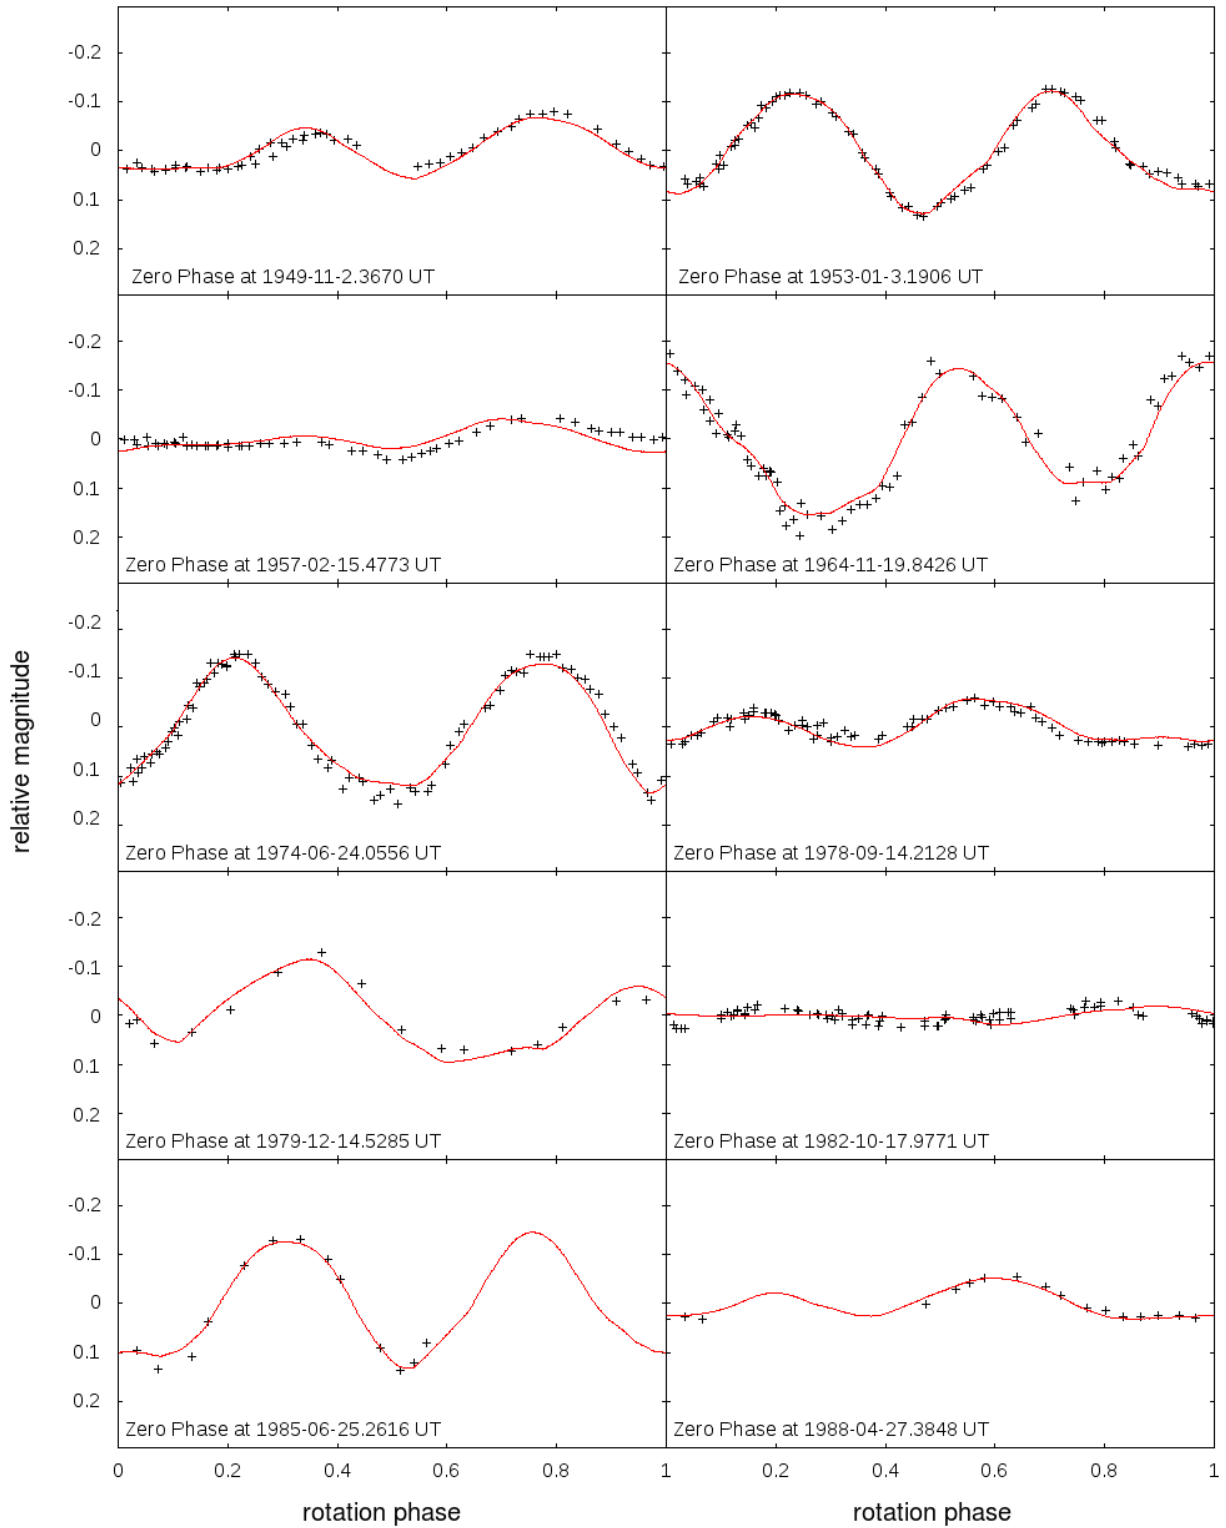 -0.2
-0.1
0
0.1
0.2
Zero Phase at 1949-11-2.3670 UT
Zero Phase at 1953-01-3.1906 UT
-0.2
-0.1
0
0.1
0.2
Zero Phase at 1957-02-15.4773 UT
Zero Phase at 1964-11-19.8426 UT
-0.2
-0.1
0
0.1
0.2
relative magnitude
Zero Phase at 1974-06-24.0556 UT
Zero Phase at 1978-09-14.2128 UT
-0.2
-0.1
0
0.1
0.2
Zero Phase at 1979-12-14.5285 UT
Zero Phase at 1982-10-17.9771 UT
-0.2
-0.1
0
0.1
0.2
Zero Phase at 1985-06-25.2616 UT
Zero Phase at 1988-04-27.3848 UT
0 0.2 0.4 0.6 0.8 1 0.2 0.4 0.6 0.8 1
rotation phase rotation phase